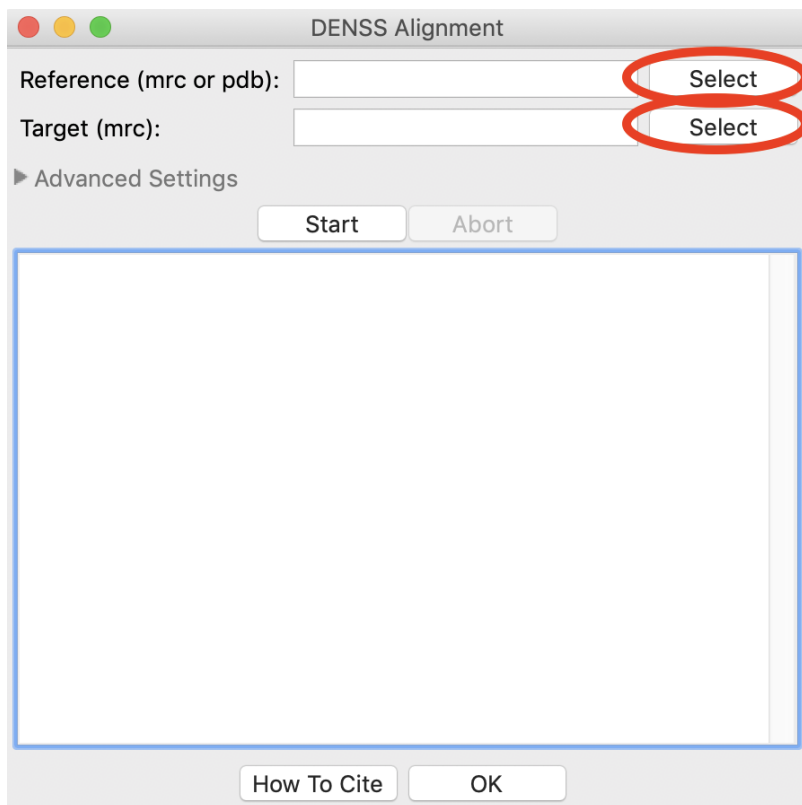 DENSS Alignment
Reference (mrc or pdb): Select
Target (mrc): Select
Advanced Settings
Start Abort
How To Cite OK